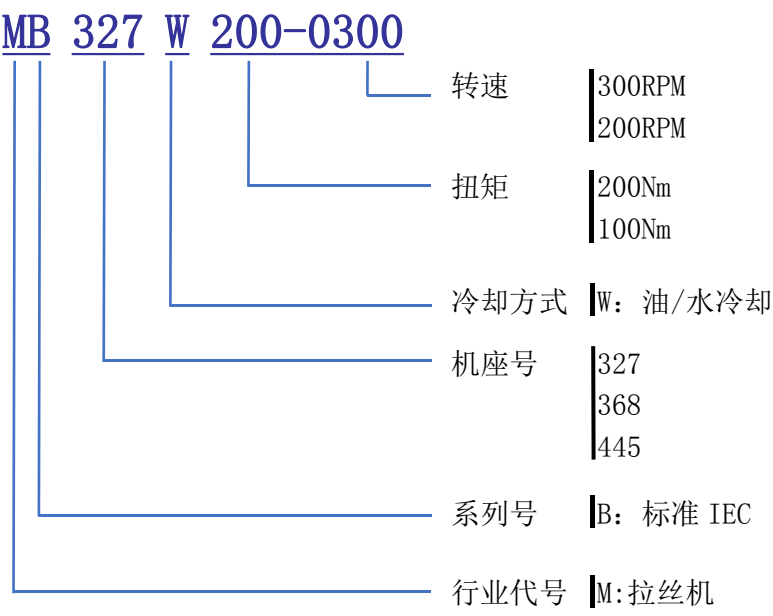 MB 327 W 200-0300
转速 300RPM
200RPM
扭矩 200Nm
100Nm
冷却方式 W：油/水冷却
机座号 327
368
445
系列号 B：标准 IEC
行业代号 M:拉丝机